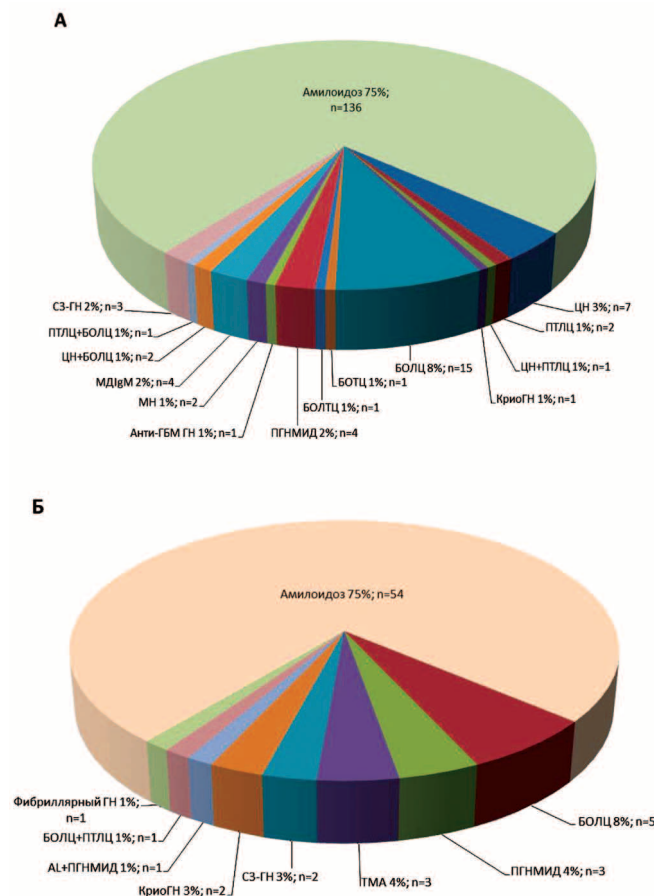 А
Амилоидоз 75%;
n=136
С3-ГН 2%; n=3
ПТЛЦ+БОЛЦ 1%; n=1
ЦН+БОЛЦ 1%; n=2
МДIgM 2%; n=4
МН 1%; n=2
Анти-ГБМ ГН 1%; n=1
ПГНМИД 2%; n=4
БОЛТЦ 1%; n=1
БОТЦ 1%; n=1
БОЛЦ 8%; n=15
КриоГН 1%; n=1
ЦН+ПТЛЦ 1%; n=1
ПТЛЦ 1%; n=2
ЦН 3%; n=7
Б
Амилоидоз 75%; n=54
Фибриллярный ГН 1%;
n=1
БОЛЦ+ПТЛЦ 1%; n=1
AL+ПГНМИД 1%; n=1
КриоГН 3%; n=2
С3-ГН 3%; n=2
ТМА 4%; n=3
ПГНМИД 4%; n=3
БОЛЦ 8%; n=5